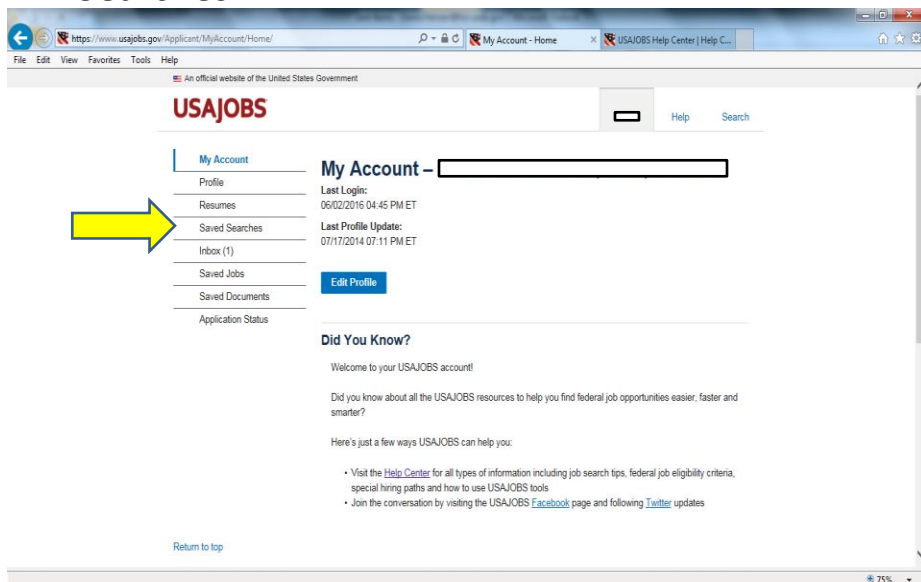 https://www.usajobs.gov/Applicant/MyAccount/Home/
My Account - Home
USAJOBS Help Center | Help C...
File Edit View Favorites Tools Help
An official website of the United States Government
USAJOBS
Help Search
My Account
Profile
Resumes
Saved Searches
Inbox (1)
Saved Jobs
Saved Documents
Application Status
My Account –
Last Login:
06/02/2016 04:45 PM ET
Last Profile Update:
07/17/2014 07:11 PM ET
Edit Profile
Did You Know?
Welcome to your USAJOBS account!
Did you know about all the USAJOBS resources to help you find federal job opportunities easier, faster and
smarter?
Here's just a few ways USAJOBS can help you:
• Visit the Help Center for all types of information including job search tips, federal job eligibility criteria,
special hiring paths and how to use USAJOBS tools
• Join the conversation by visiting the USAJOBS Facebook page and following Twitter updates
Return to top
75%